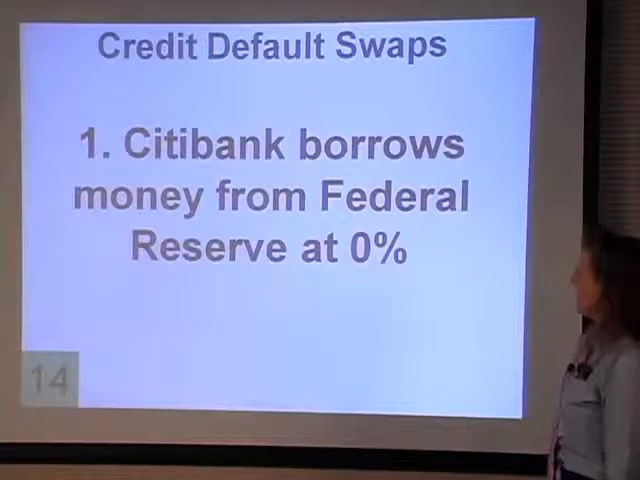 Credit Default Swaps
1. Citibank borrows
money from Federal
Reserve at 0%
14